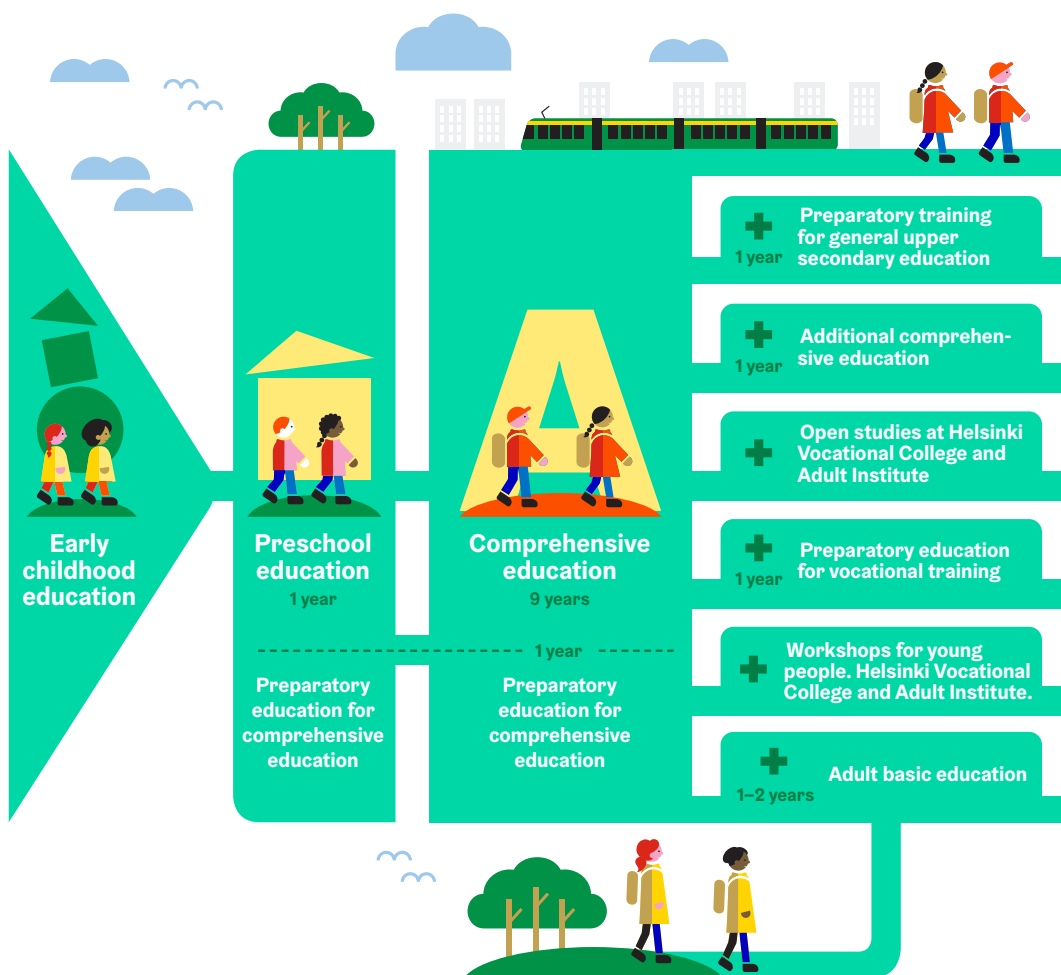 Early
childhood
education
Preschool
education
1 year
Comprehensive
education
9 years
1 year
Preparatory
education for
comprehensive
education
Preparatory
education for
comprehensive
education
Preparatory training
for general upper
secondary education
1 year
Additional comprehen-
sive education
1 year
Open studies at Helsinki
Vocational College and
Adult Institute
Preparatory education
for vocational training
1 year
Workshops for young
people. Helsinki Vocational
College and Adult Institute.
Adult basic education
1–2 years